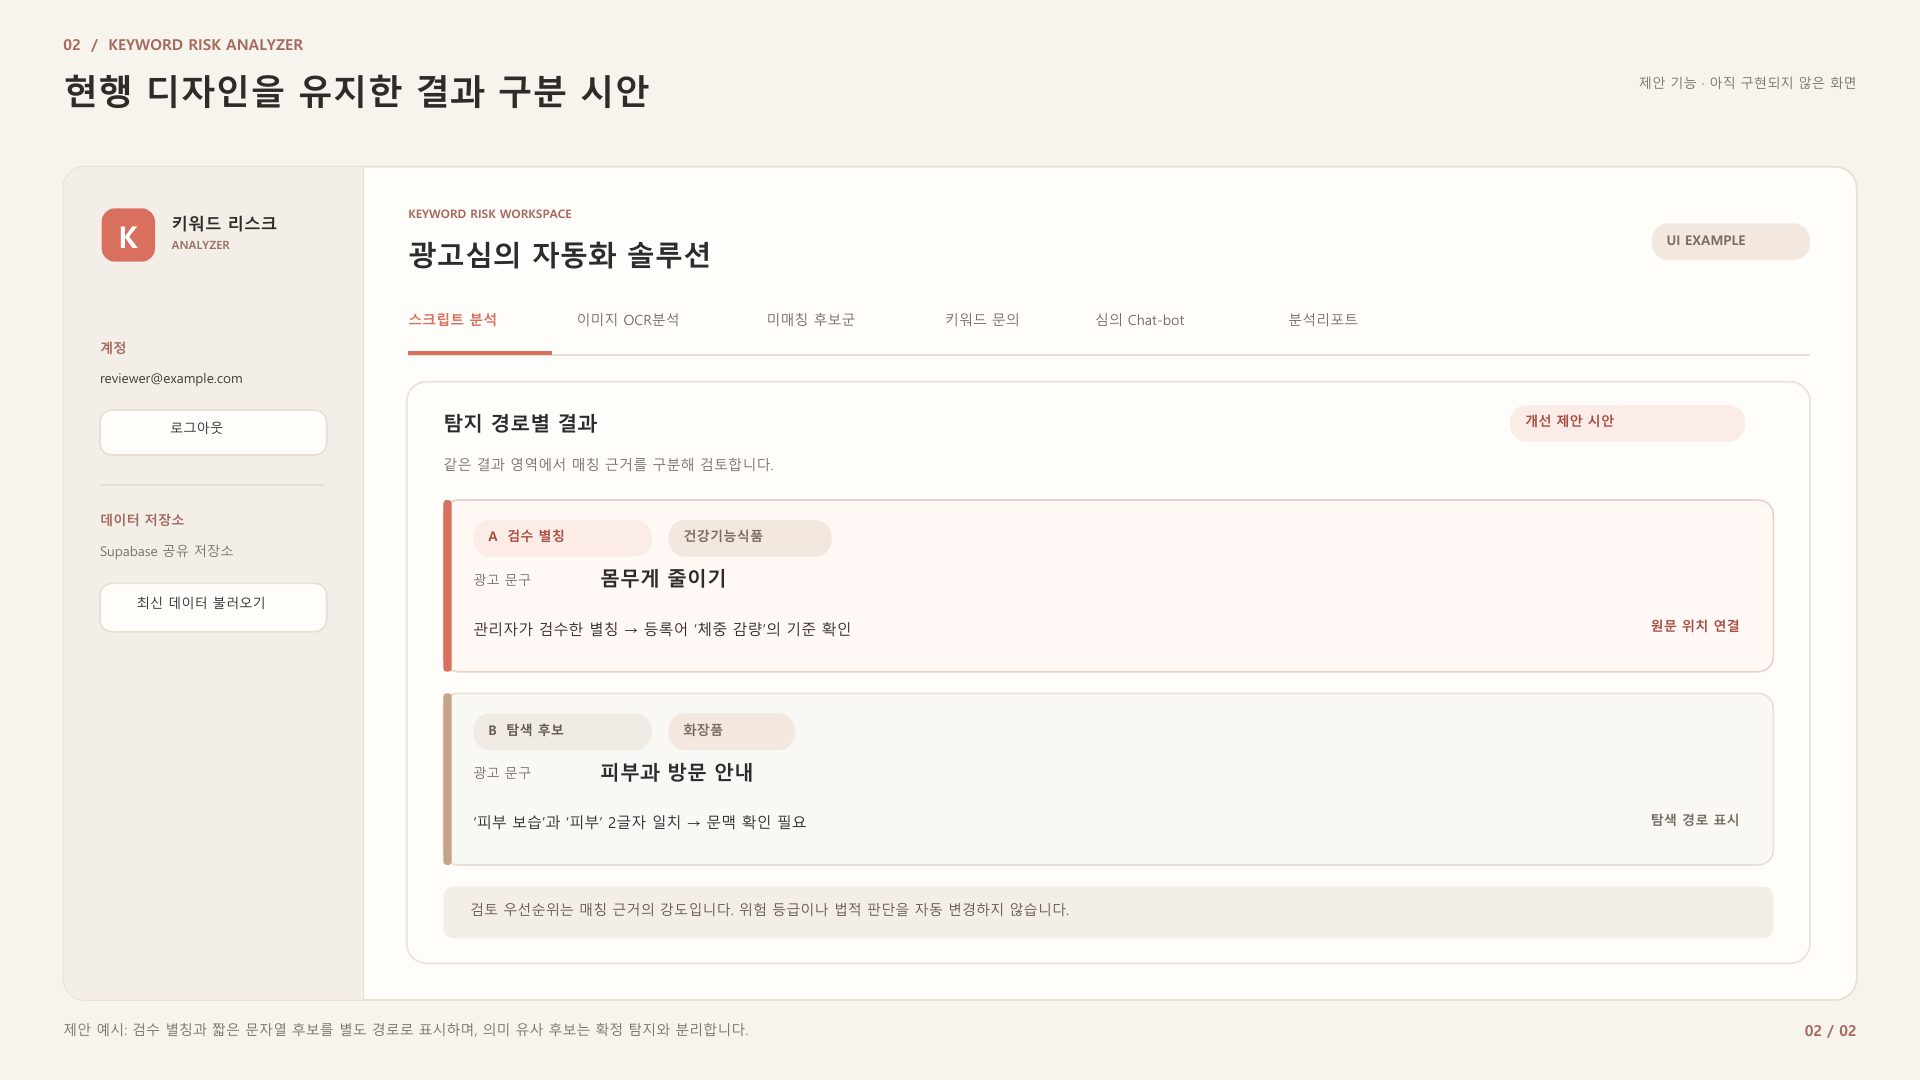 02 / KEYWORD RISK ANALYZER
현행 디자인을 유지한 결과 구분 시안
제안 기능 · 아직 구현되지 않은 화면
K
키워드 리스크
ANALYZER
계정
reviewer@example.com
로그아웃
데이터 저장소
Supabase 공유 저장소
최신 데이터 불러오기
KEYWORD RISK WORKSPACE
광고심의 자동화 솔루션
UI EXAMPLE
스크립트 분석 이미지 OCR분석 미매칭 후보군 키워드 문의 심의 Chat-bot 분석리포트
탐지 경로별 결과
개선 제안 시안
같은 결과 영역에서 매칭 근거를 구분해 검토합니다.
A 검수 별칭 건강기능식품
광고 문구 몸무게 줄이기
관리자가 검수한 별칭 → 등록어 ‘체중 감량’의 기준 확인
원문 위치 연결
B 탐색 후보 화장품
광고 문구 피부과 방문 안내
‘피부 보습’과 ‘피부’ 2글자 일치 → 문맥 확인 필요
탐색 경로 표시
검토 우선순위는 매칭 근거의 강도입니다. 위험 등급이나 법적 판단을 자동 변경하지 않습니다.
제안 예시: 검수 별칭과 짧은 문자열 후보를 별도 경로로 표시하며, 의미 유사 후보는 확정 탐지와 분리합니다.
02 / 02